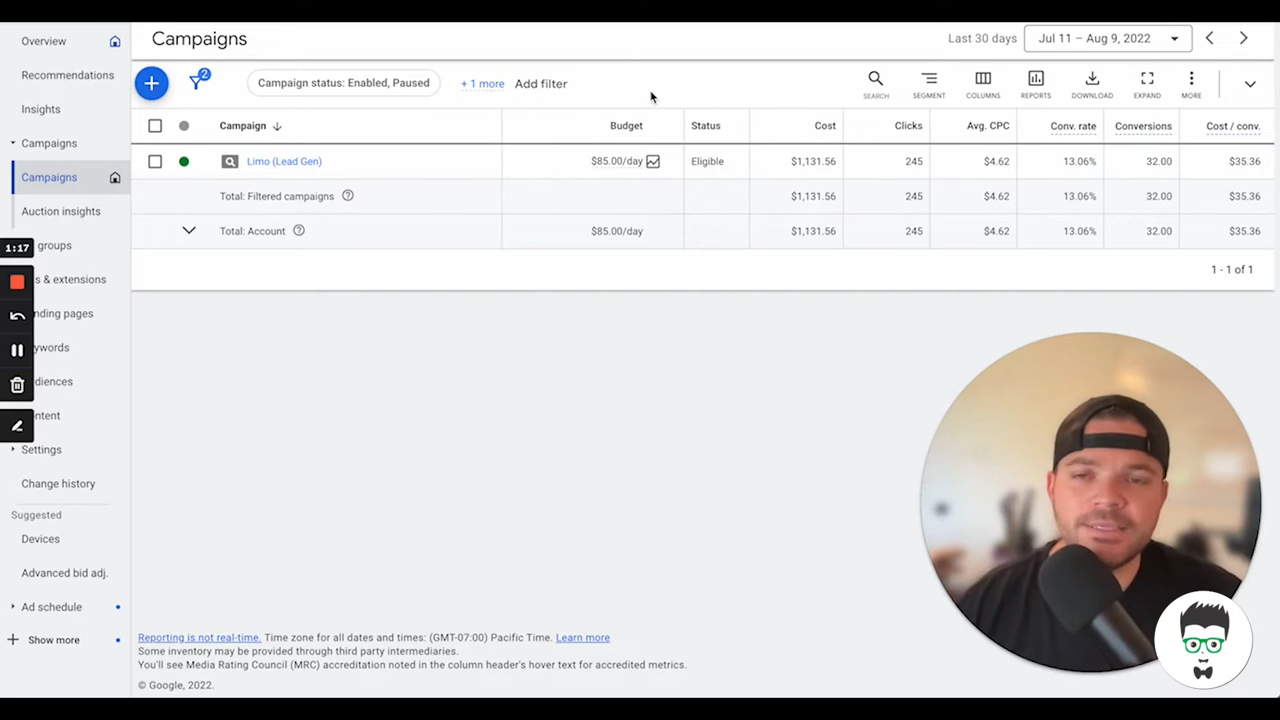 Overview
Recommendations
Insights
Campaigns
Campaigns
Auction insights
1:17
groups
s & extensions
nding pages
ywords
diences
ntent
Settings
Change history
Suggested
Devices
Advanced bid adj.
Ad schedule
Show more
Campaigns
Last 30 days Jul 11 – Aug 9, 2022
2
Campaign status: Enabled, Paused + 1 more Add filter
SEARCH SEGMENT COLUMNS REPORTS DOWNLOAD EXPAND MORE
Campaign Budget Status Cost Clicks Avg. CPC Conv. rate Conversions Cost / conv.
Limo (Lead Gen) $85.00/day Eligible $1,131.56 245 $4.62 13.06% 32.00 $35.36
Total: Filtered campaigns $1,131.56 245 $4.62 13.06% 32.00 $35.36
Total: Account $85.00/day $1,131.56 245 $4.62 13.06% 32.00 $35.36
1 - 1 of 1
Reporting is not real-time. Time zone for all dates and times: (GMT-07:00) Pacific Time. Learn more
Some inventory may be provided through third party intermediaries.
You'll see Media Rating Council (MRC) accreditation noted in the column header's hover text for accredited metrics.
© Google, 2022.